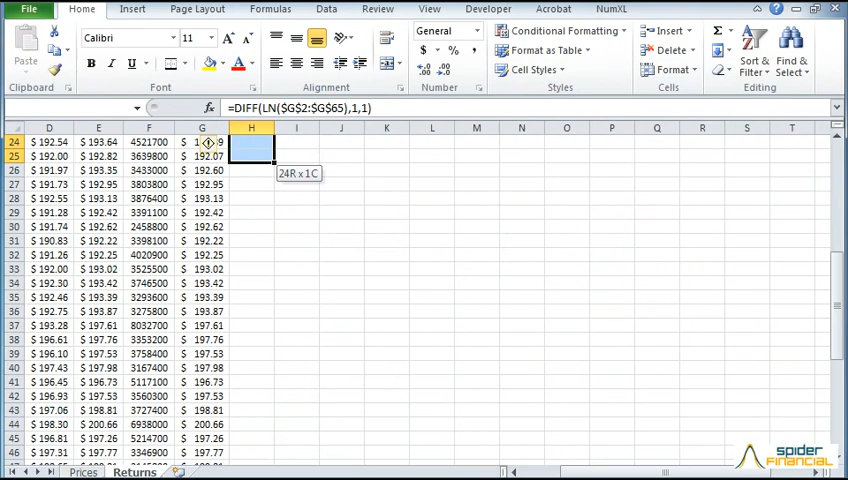 File Home Insert Page Layout Formulas Data Review View Developer Acrobat NumXL
Calibri 11 General Conditional Formatting Insert
Paste B I U $ % , Format as Table Delete Sort & Find &
Cell Styles Format Filter Select
Clipboard Font Alignment Number Styles Cells Editing
fx =DIFF(LN($G$2:$G$65),1,1)
D E F G H I J K L M N O P Q R S T
24 $ 192.54 $ 193.64 4521700 $
25 $ 192.00 $ 192.82 3639800 192.07
26 $ 191.97 $ 193.35 3433000 $ 192.60 24R x 1C
27 $ 191.73 $ 192.95 3803800 $ 192.95
28 $ 192.55 $ 193.13 3876400 $ 193.13
29 $ 191.28 $ 192.42 3391100 $ 192.42
30 $ 191.74 $ 192.62 2458800 $ 192.62
31 $ 190.83 $ 192.22 3398100 $ 192.22
32 $ 191.26 $ 192.25 4020900 $ 192.25
33 $ 192.00 $ 193.02 3525500 $ 193.02
34 $ 192.30 $ 193.42 3746500 $ 193.42
35 $ 192.46 $ 193.39 3293600 $ 193.39
36 $ 192.75 $ 193.87 3275800 $ 193.87
37 $ 193.28 $ 197.61 8032700 $ 197.61
38 $ 196.61 $ 197.76 3353200 $ 197.76
39 $ 196.10 $ 197.53 3758400 $ 197.53
40 $ 197.43 $ 197.98 3167400 $ 197.98
41 $ 196.45 $ 196.73 5117100 $ 196.73
42 $ 196.93 $ 197.53 3560300 $ 197.53
43 $ 197.06 $ 198.81 3727400 $ 198.81
44 $ 198.30 $ 200.66 6938000 $ 200.66
45 $ 196.81 $ 197.26 5214700 $ 197.26
46 $ 197.31 $ 197.77 3346900 $ 197.77
Prices Returns
spider
FINANCIAL